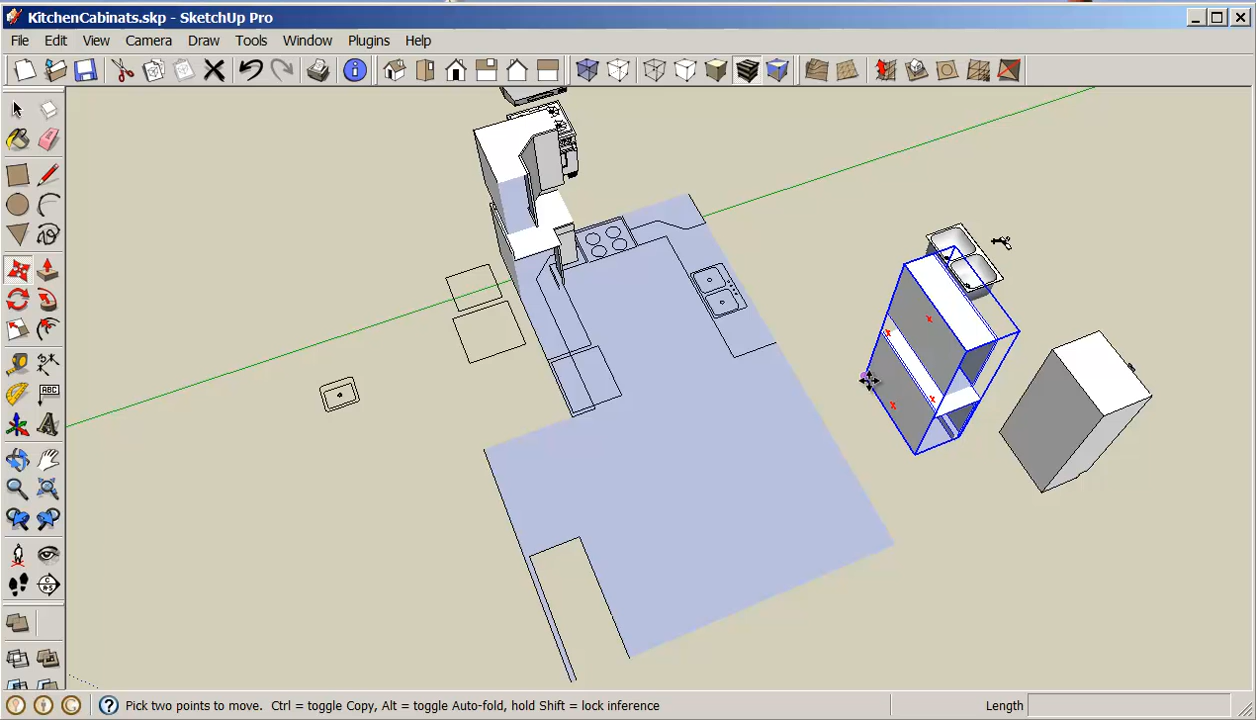 KitchenCabinats.skp - SketchUp Pro
File Edit View Camera Draw Tools Window Plugins Help
ABC
Pick two points to move. Ctrl = toggle Copy, Alt = toggle Auto-fold, hold Shift = lock inference
Length